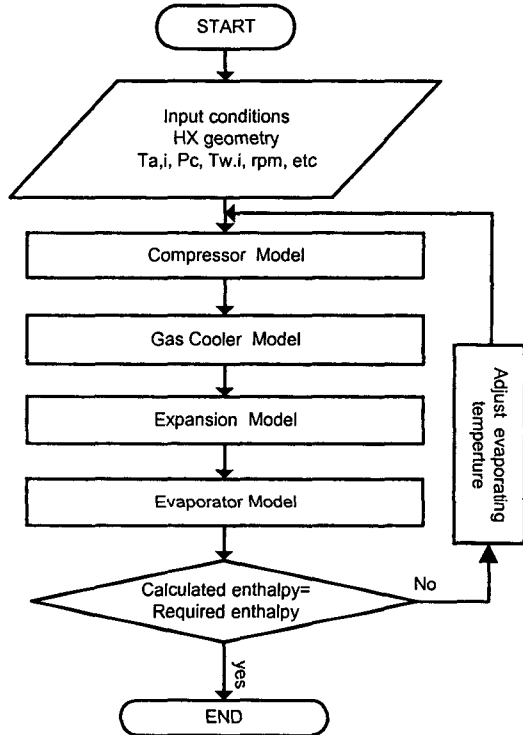 START
Input conditions
HX geometry
Ta,i, Pc, Tw.i, rpm, etc
Compressor Model
Gas Cooler Model
Expansion Model
Evaporator Model
Adjust evaporating
temperture
Calculated enthalpy=
Required enthalpy
No
yes
END